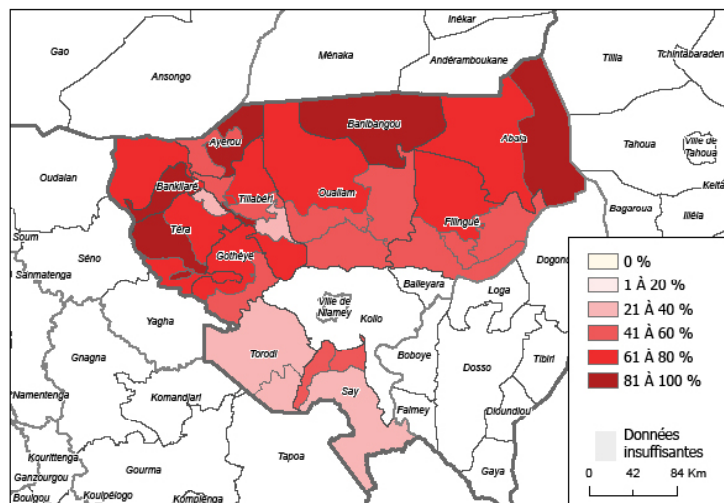 Inékar
Gao
Ménaka
Andéramboukane
Tillia
Tchintabaraden
Ansongo
Banibangou
Ayérou
Abala
Tahoua
Ville de
Tahoua
Oudalan
Bankilaré
Ouallam
Keita
Tillabéri
Filingué
Bagaroua
Illéla
Téra
Soum
Séno
Gothèye
Sanmatenga
Balleyara
Dogondoutchi
Loga
Ville de
Niamey
Kollo
Yagha
Torodi
Boboye
Tibiri
Gnagna
Dosso
Say
Namentenga
Komandjari
Falmey
Dioundiou
Kourittenga
Gourma
Tapoa
Ganzourgou
Gaya
Boulgou
Koulpélogo
Kompienga
0 %
1 À 20 %
21 À 40 %
41 À 60 %
61 À 80 %
81 À 100 %
Données
insuffisantes
0 42 84 Km